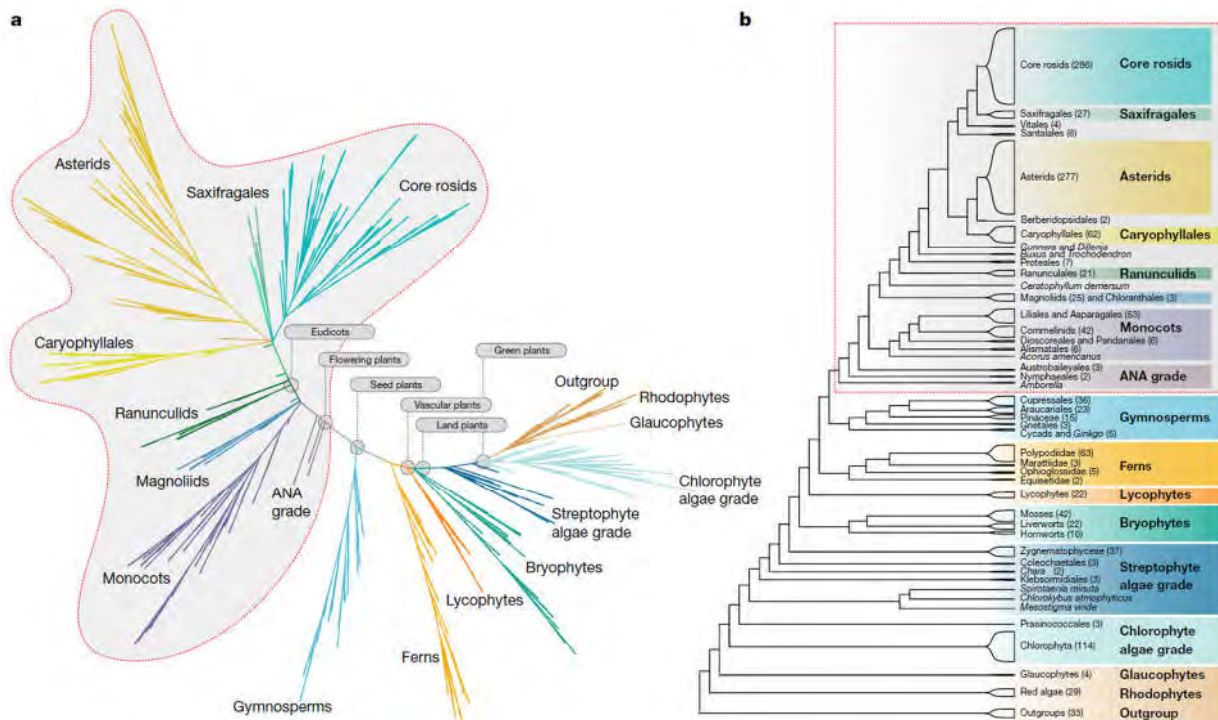 a
Asterids
Saxifragales
Core rosids
Caryophyllales
Eudicots
Flowering plants
Seed plants
Green plants
Vascular plants
Land plants
Outgroup
Rhodophytes
Glaucophytes
Ranunculids
Magnoliids
ANA
grade
Chlorophyte
algae grade
Streptophyte
algae grade
Bryophytes
Monocots
Lycophytes
Ferns
Gymnosperms
b
Core rosids (286) Core rosids
Saxifragales (27) Saxifragales
Vitales (4)
Santalales (6)
Asterids (277) Asterids
Berberidopsidales (2)
Caryophyllales (62) Caryophyllales
Gunnera and Dillenia
Buxus and Trochodendron
Proteales (7)
Ranunculales (21) Ranunculids
Ceratophyllum demersum
Magnoliids (25) and Chloranthales (3)
Liliales and Asparagales (53)
Monocots
Commelinids (42)
Dioscoreales and Pandanales (6)
Alismatales (6)
Acorus americanus
Austrobaileyales (3)
Nymphaeales (2) ANA grade
Amborella
Cupressales (36)
Araucariales (23)
Pinaceae (15) Gymnosperms
Gnetales (3)
Cycads and Ginkgo (5)
Polypodiidae (63)
Marattiidae (3) Ferns
Ophioglossidae (5)
Equisetidae (2)
Lycophytes (22) Lycophytes
Mosses (42)
Liverworts (22) Bryophytes
Hornworts (10)
Zygnematophyceae (37)
Coleochaetales (3) Streptophyte
Chara (2)
Klebsormidiales (3) algae grade
Spirotaenia minuta
Chlorokybus atmophyticus
Mesostigma viride
Prasinococcales (3)
Chlorophyte
Chlorophyta (114) algae grade
Glaucophytes (4) Glaucophytes
Red algae (29) Rhodophytes
Outgroups (33) Outgroup